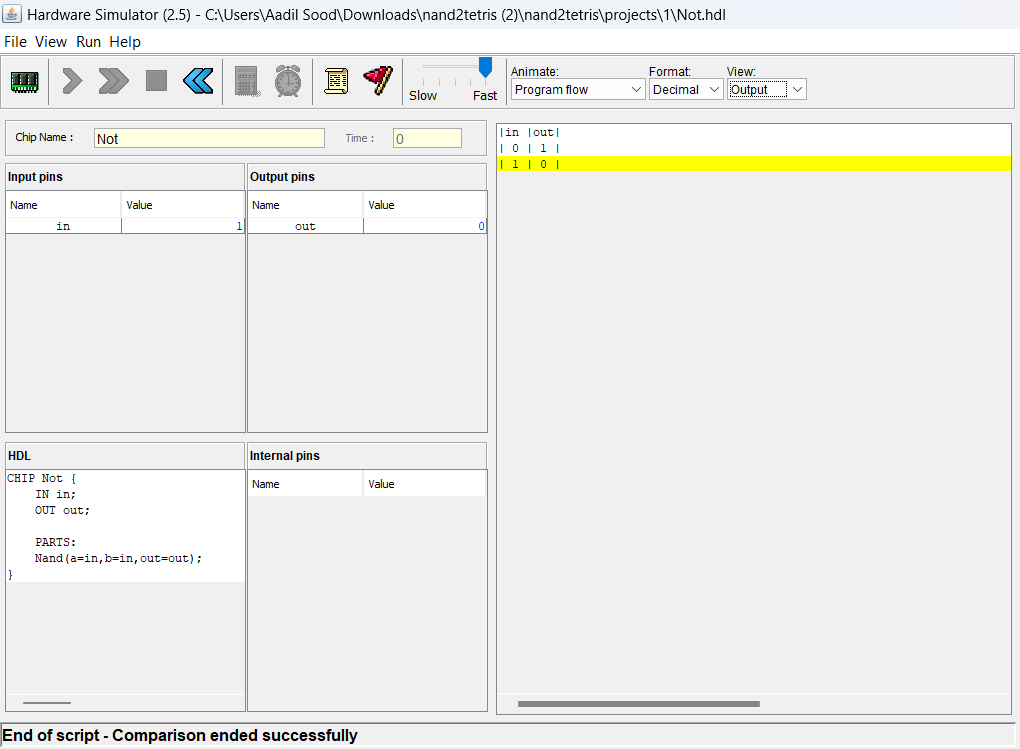 Hardware Simulator (2.5) - C:\Users\Aadil Sood\Downloads\nand2tetris (2)\nand2tetris\projects\1\Not.hdl
File View Run Help
Slow Fast
Animate: Format: View:
Program flow Decimal Output
Chip Name : Not Time : 0
Input pins
Name Value
in 1
Output pins
Name Value
out 0
HDL
CHIP Not {
    IN in;
    OUT out;
    PARTS:
    Nand(a=in,b=in,out=out);
}
Internal pins
Name Value
|in |out|
| 0 | 1 |
| 1 | 0 |
End of script - Comparison ended successfully